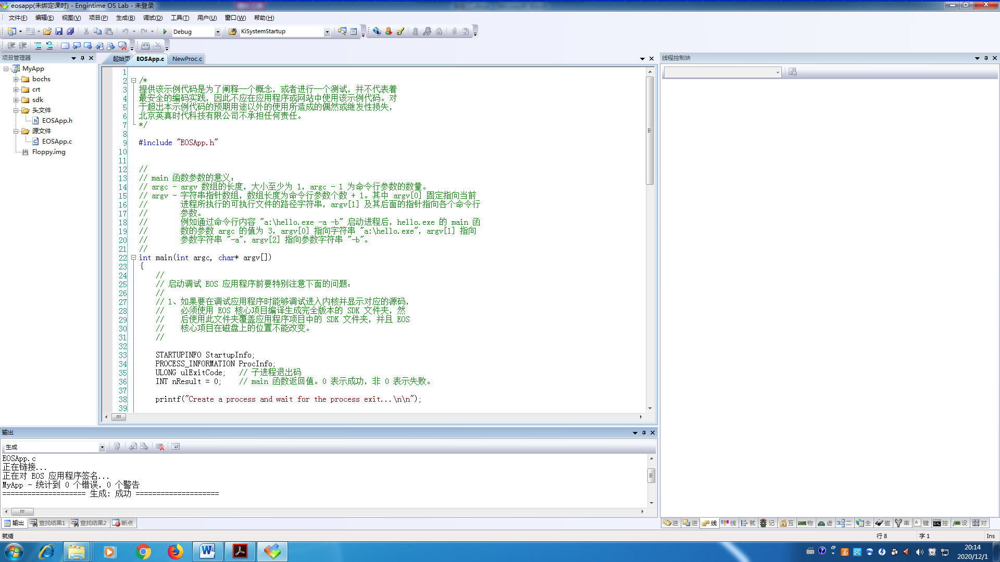 eosapp(未绑定课时) - Engintime OS Lab - 未登录
文件(F) 编辑(E) 视图(V) 项目(P) 生成(B) 调试(D) 工具(T) 用户(U) 窗口(W) 帮助(H)
Debug KiSystemStartup
项目管理器
MyApp
bochs
crt
sdk
头文件
EOSApp.h
源文件
EOSApp.c
Floppy.img
起始页 EOSApp.c NewProc.c
1
2 /*
3 提供该示例代码是为了阐释一个概念，或者进行一个测试，并不代表着
4 最安全的编码实践，因此不应在应用程序或网站中使用该示例代码。对
5 于超出本示例代码的预期用途以外的使用所造成的偶然或继发性损失，
6 北京英真时代科技有限公司不承担任何责任。
7 */
8
9 #include "EOSApp.h"
10
11
12 //
13 // main 函数参数的意义：
14 // argc - argv 数组的长度，大小至少为 1，argc - 1 为命令行参数的数量。
15 // argv - 字符串指针数组，数组长度为命令行参数个数 + 1。其中 argv[0] 固定指向当前
16 // 进程所执行的可执行文件的路径字符串，argv[1] 及其后面的指针指向各个命令行
17 // 参数。
18 // 例如通过命令行内容 "a:\hello.exe -a -b" 启动进程后，hello.exe 的 main 函
19 // 数的参数 argc 的值为 3，argv[0] 指向字符串 "a:\hello.exe"，argv[1] 指向
20 // 参数字符串 "-a"，argv[2] 指向参数字符串 "-b"。
21 //
22 int main(int argc, char* argv[])
23 {
24 //
25 // 启动调试 EOS 应用程序前要特别注意下面的问题：
26 //
27 // 1、如果要在调试应用程序时能够调试进入内核并显示对应的源码，
28 // 必须使用 EOS 核心项目编译生成完全版本的 SDK 文件夹，然
29 // 后使用此文件夹覆盖应用程序项目中的 SDK 文件夹，并且 EOS
30 // 核心项目在磁盘上的位置不能改变。
31 //
32
33 STARTUPINFO StartupInfo;
34 PROCESS_INFORMATION ProcInfo;
35 ULONG ulExitCode; // 子进程退出码
36 INT nResult = 0; // main 函数返回值。0 表示成功，非 0 表示失败。
37
38 printf("Create a process and wait for the process exit...\n\n");
39
线程控制块
输出
生成
EOSApp.c
正在链接...
正在对 EOS 应用程序签名...
MyApp - 统计到 0 个错误，0 个警告
==================== 生成: 成功 ====================
输出 查找结果1 查找结果2 断点
进 进 线 线 就 记 互 物 虚 二 全 磁 串 键 控 设 对
就绪 行 8 字 1 Ins
20:14
2020/12/1